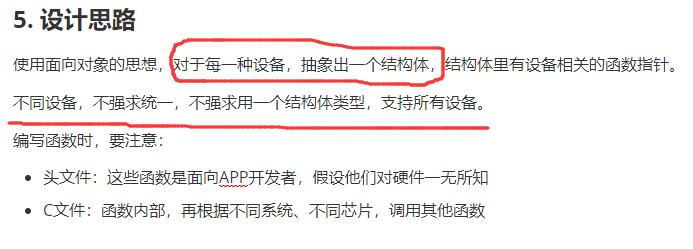 5. 设计思路
使用面向对象的思想，对于每一种设备，抽象出一个结构体，结构体里有设备相关的函数指针。
不同设备，不强求统一，不强求用一个结构体类型，支持所有设备。
编写函数时，要注意：
• 头文件：这些函数是面向APP开发者，假设他们对硬件一无所知
• C文件：函数内部，再根据不同系统、不同芯片，调用其他函数